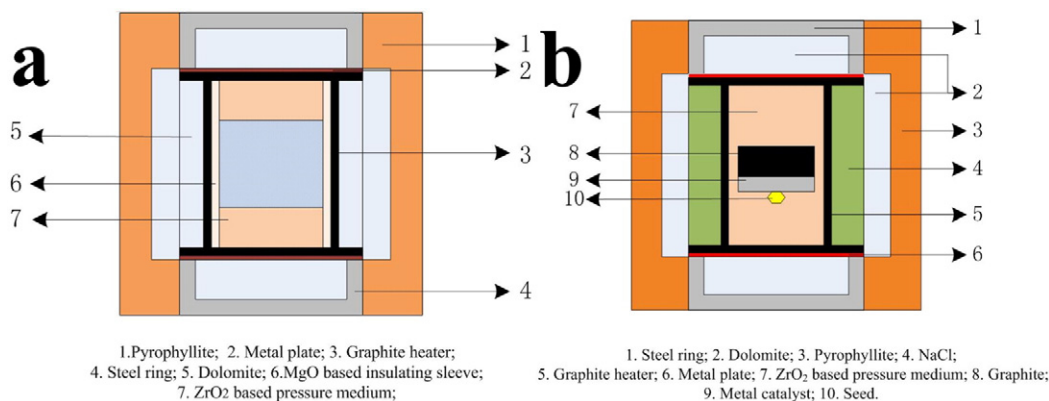 a
1
2
3
4
5
6
7
1.Pyrophyllite; 2. Metal plate; 3. Graphite heater;
4. Steel ring; 5. Dolomite; 6.MgO based insulating sleeve;
7. ZrO2 based pressure medium;
b
1
2
3
4
5
6
7
8
9
10
1. Steel ring; 2. Dolomite; 3. Pyrophyllite; 4. NaCl;
5. Graphite heater; 6. Metal plate; 7. ZrO2 based pressure medium; 8. Graphite;
9. Metal catalyst; 10. Seed.